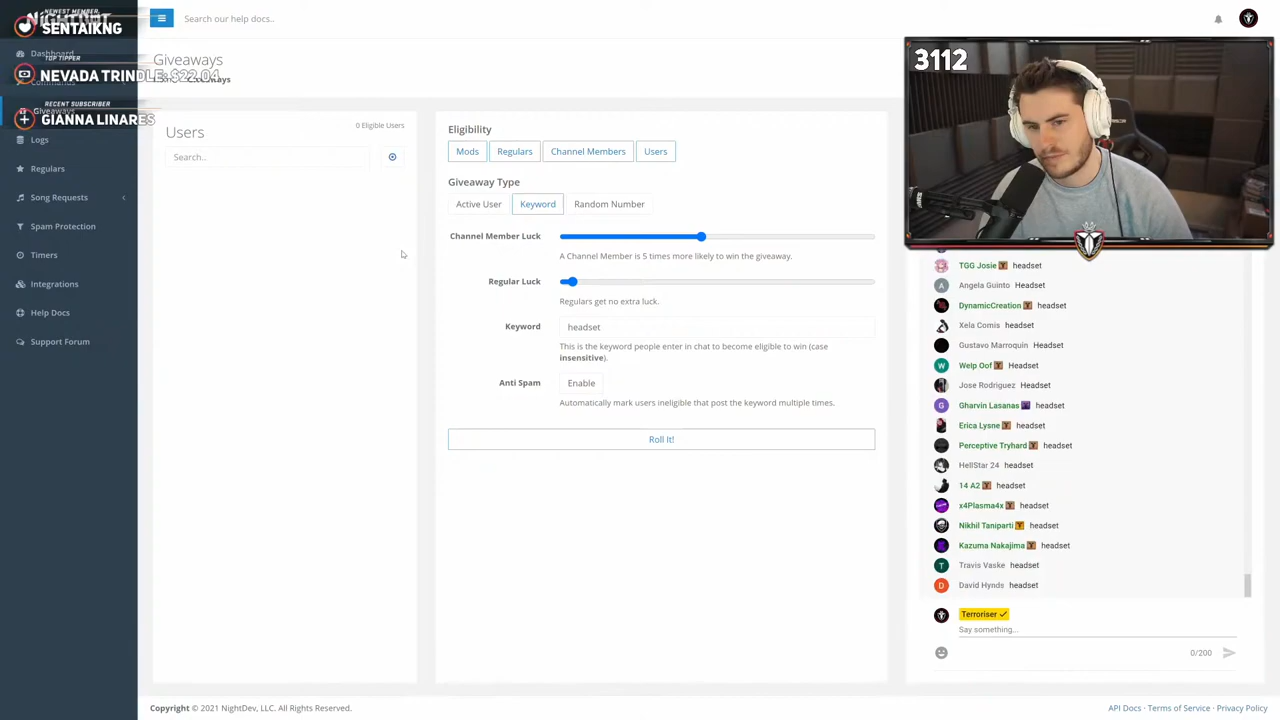 NEWEST MEMBER
SENTAIKNG
Search our help docs..
Dashboard
TOP TIPPER
NEVADA TRINDLE: $22.04
Giveaways
Giveaways
RECENT SUBSCRIBER
GIANNA LINARES
Logs
Regulars
Song Requests
Spam Protection
Timers
Integrations
Help Docs
Support Forum
0 Eligible Users
Users
Search..
Eligibility
Mods
Regulars
Channel Members
Users
Giveaway Type
Active User
Keyword
Random Number
Channel Member Luck
A Channel Member is 5 times more likely to win the giveaway.
Regular Luck
Regulars get no extra luck.
Keyword
headset
This is the keyword people enter in chat to become eligible to win (case
insensitive).
Anti Spam
Enable
Automatically mark users ineligible that post the keyword multiple times.
Roll It!
3112
TGG Josie headset
A Angela Guinto Headset
DynamicCreation headset
Xela Comis headset
Gustavo Marroquin Headset
W Welp Oof Headset
Jose Rodriguez Headset
G Gharvin Lasanas headset
Erica Lysne headset
Perceptive Tryhard headset
HellStar 24 headset
14 A2 headset
x4Plasma4x headset
Nikhil Taniparti headset
Kazuma Nakajima headset
T Travis Vaske headset
D David Hynds headset
Terroriser
Say something...
0/200
Copyright © 2021 NightDev, LLC. All Rights Reserved.
API Docs · Terms of Service · Privacy Policy